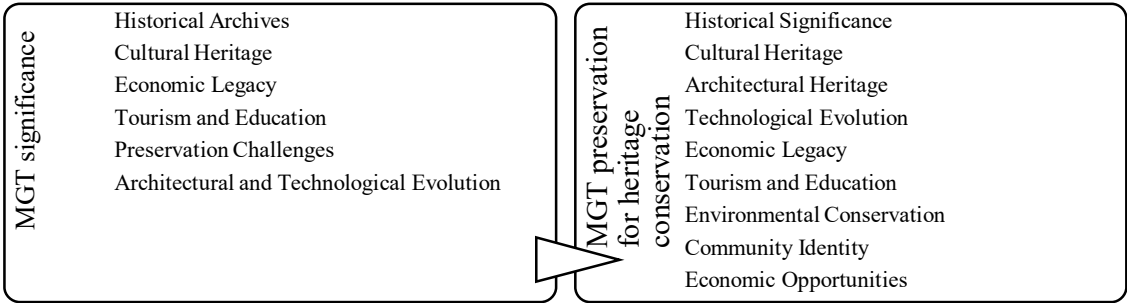 MGT significance
Historical Archives
Cultural Heritage
Economic Legacy
Tourism and Education
Preservation Challenges
Architectural and Technological Evolution
MGT preservation
for heritage
conservation
Historical Significance
Cultural Heritage
Architectural Heritage
Technological Evolution
Economic Legacy
Tourism and Education
Environmental Conservation
Community Identity
Economic Opportunities